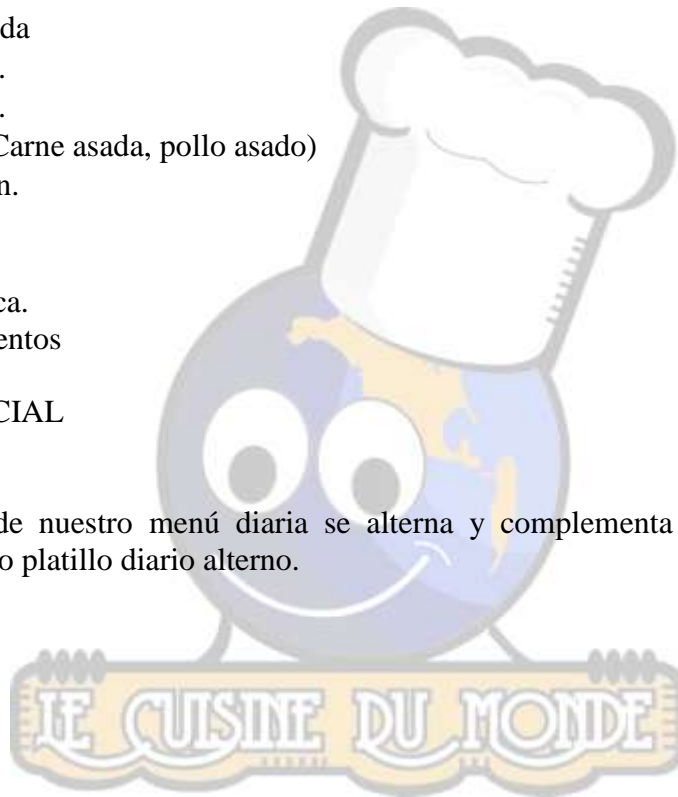 da
.
.
Carne asada, pollo asado)
n.
ca.
entos
CIAL
de nuestro menú diaria se alterna y complementa
o platillo diario alterno.
LE CUISINE DU MONDE